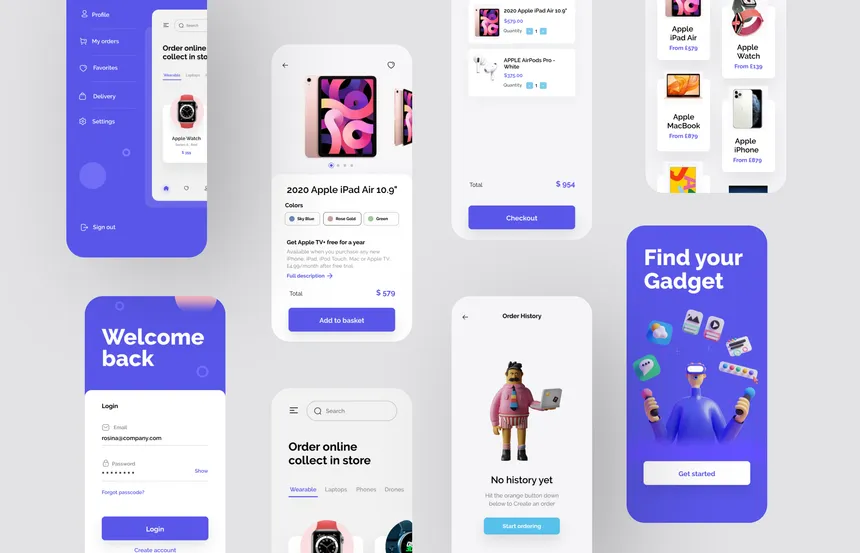 Profile
My orders
Favorites
Delivery
Settings
Sign out
Search
Order online
collect in store
Wearable
Laptops
Apple Watch
Welcome
back
Login
Email
rosina@company.com
Password
Show
Forgot passcode?
Login
Create account
2020 Apple iPad Air 10.9"
Colors
Sky Blue
Rose Gold
Green
Get Apple TV+ free for a year
Available when you purchase any new
iPhone, iPad, iPod Touch, Mac or Apple TV,
£4.99/month after free trial.
Full description
Total
$ 579
Add to basket
Search
Order online
collect in store
Wearable Laptops Phones Drones
2020 Apple iPad Air 10.9"
$579.00
Quantity 1
APPLE AirPods Pro -
White
$375.00
Quantity 1
Total
$ 954
Checkout
Order History
No history yet
Hit the orange button down
below to Create an order
Start ordering
Apple
iPad Air
From £579
Apple
Watch
From £139
Apple
MacBook
From £879
Apple
iPhone
From £879
Find your
Gadget
Get started